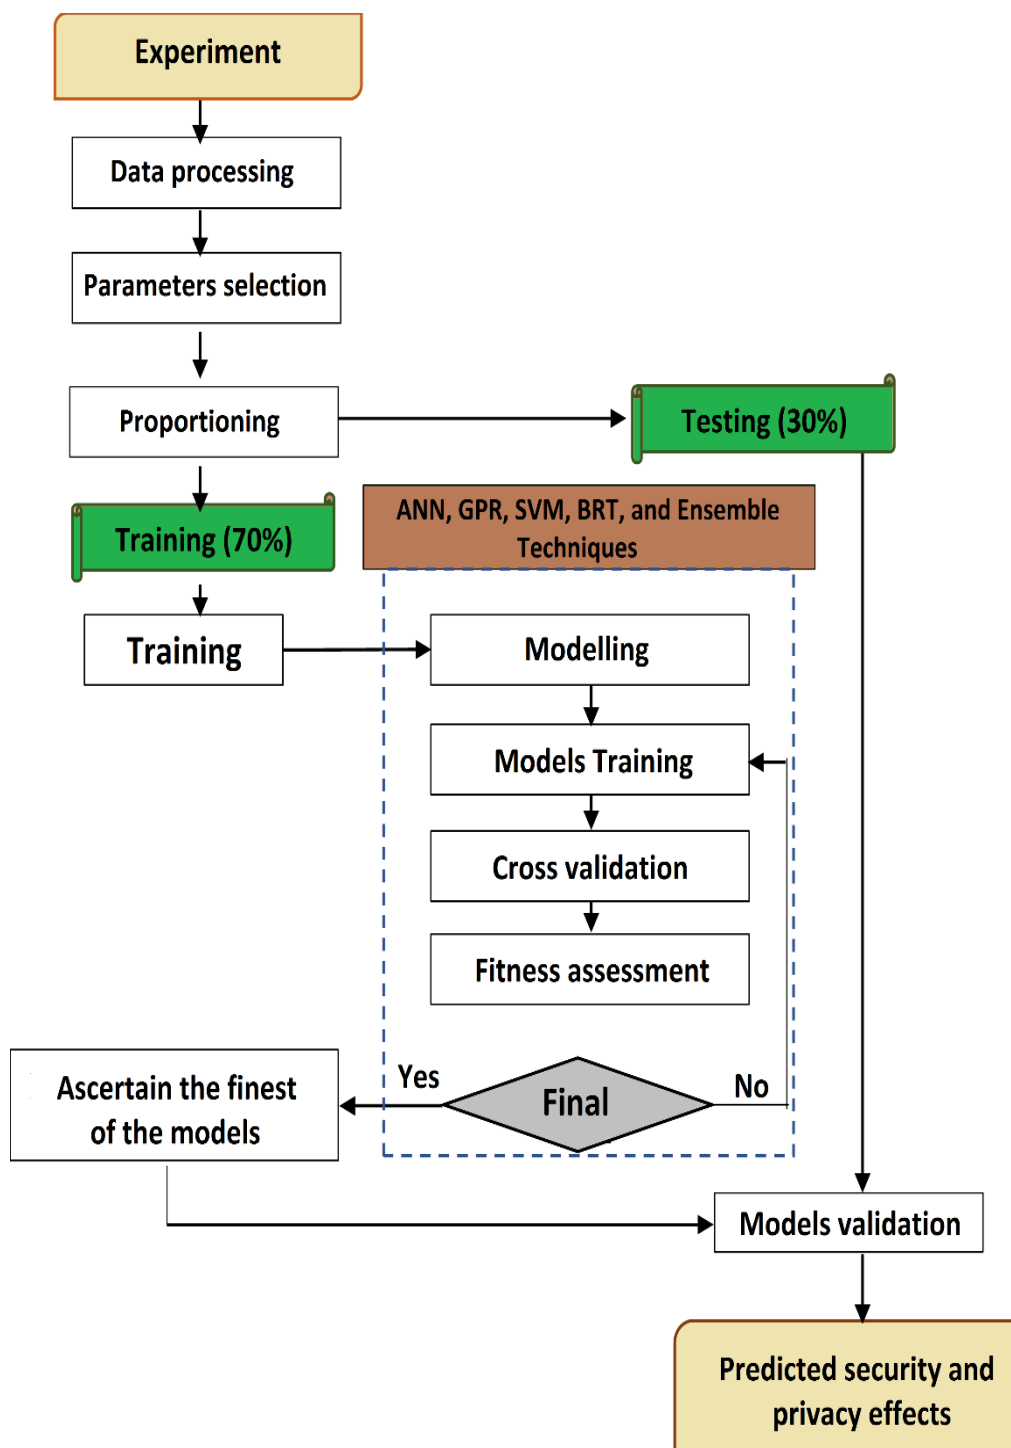 Experiment
Data processing
Parameters selection
Proportioning
Testing (30%)
Training (70%)
ANN, GPR, SVM, BRT, and Ensemble
Techniques
Training
Modelling
Models Training
Cross validation
Fitness assessment
Yes
Final
No
Ascertain the finest
of the models
Models validation
Predicted security and
privacy effects